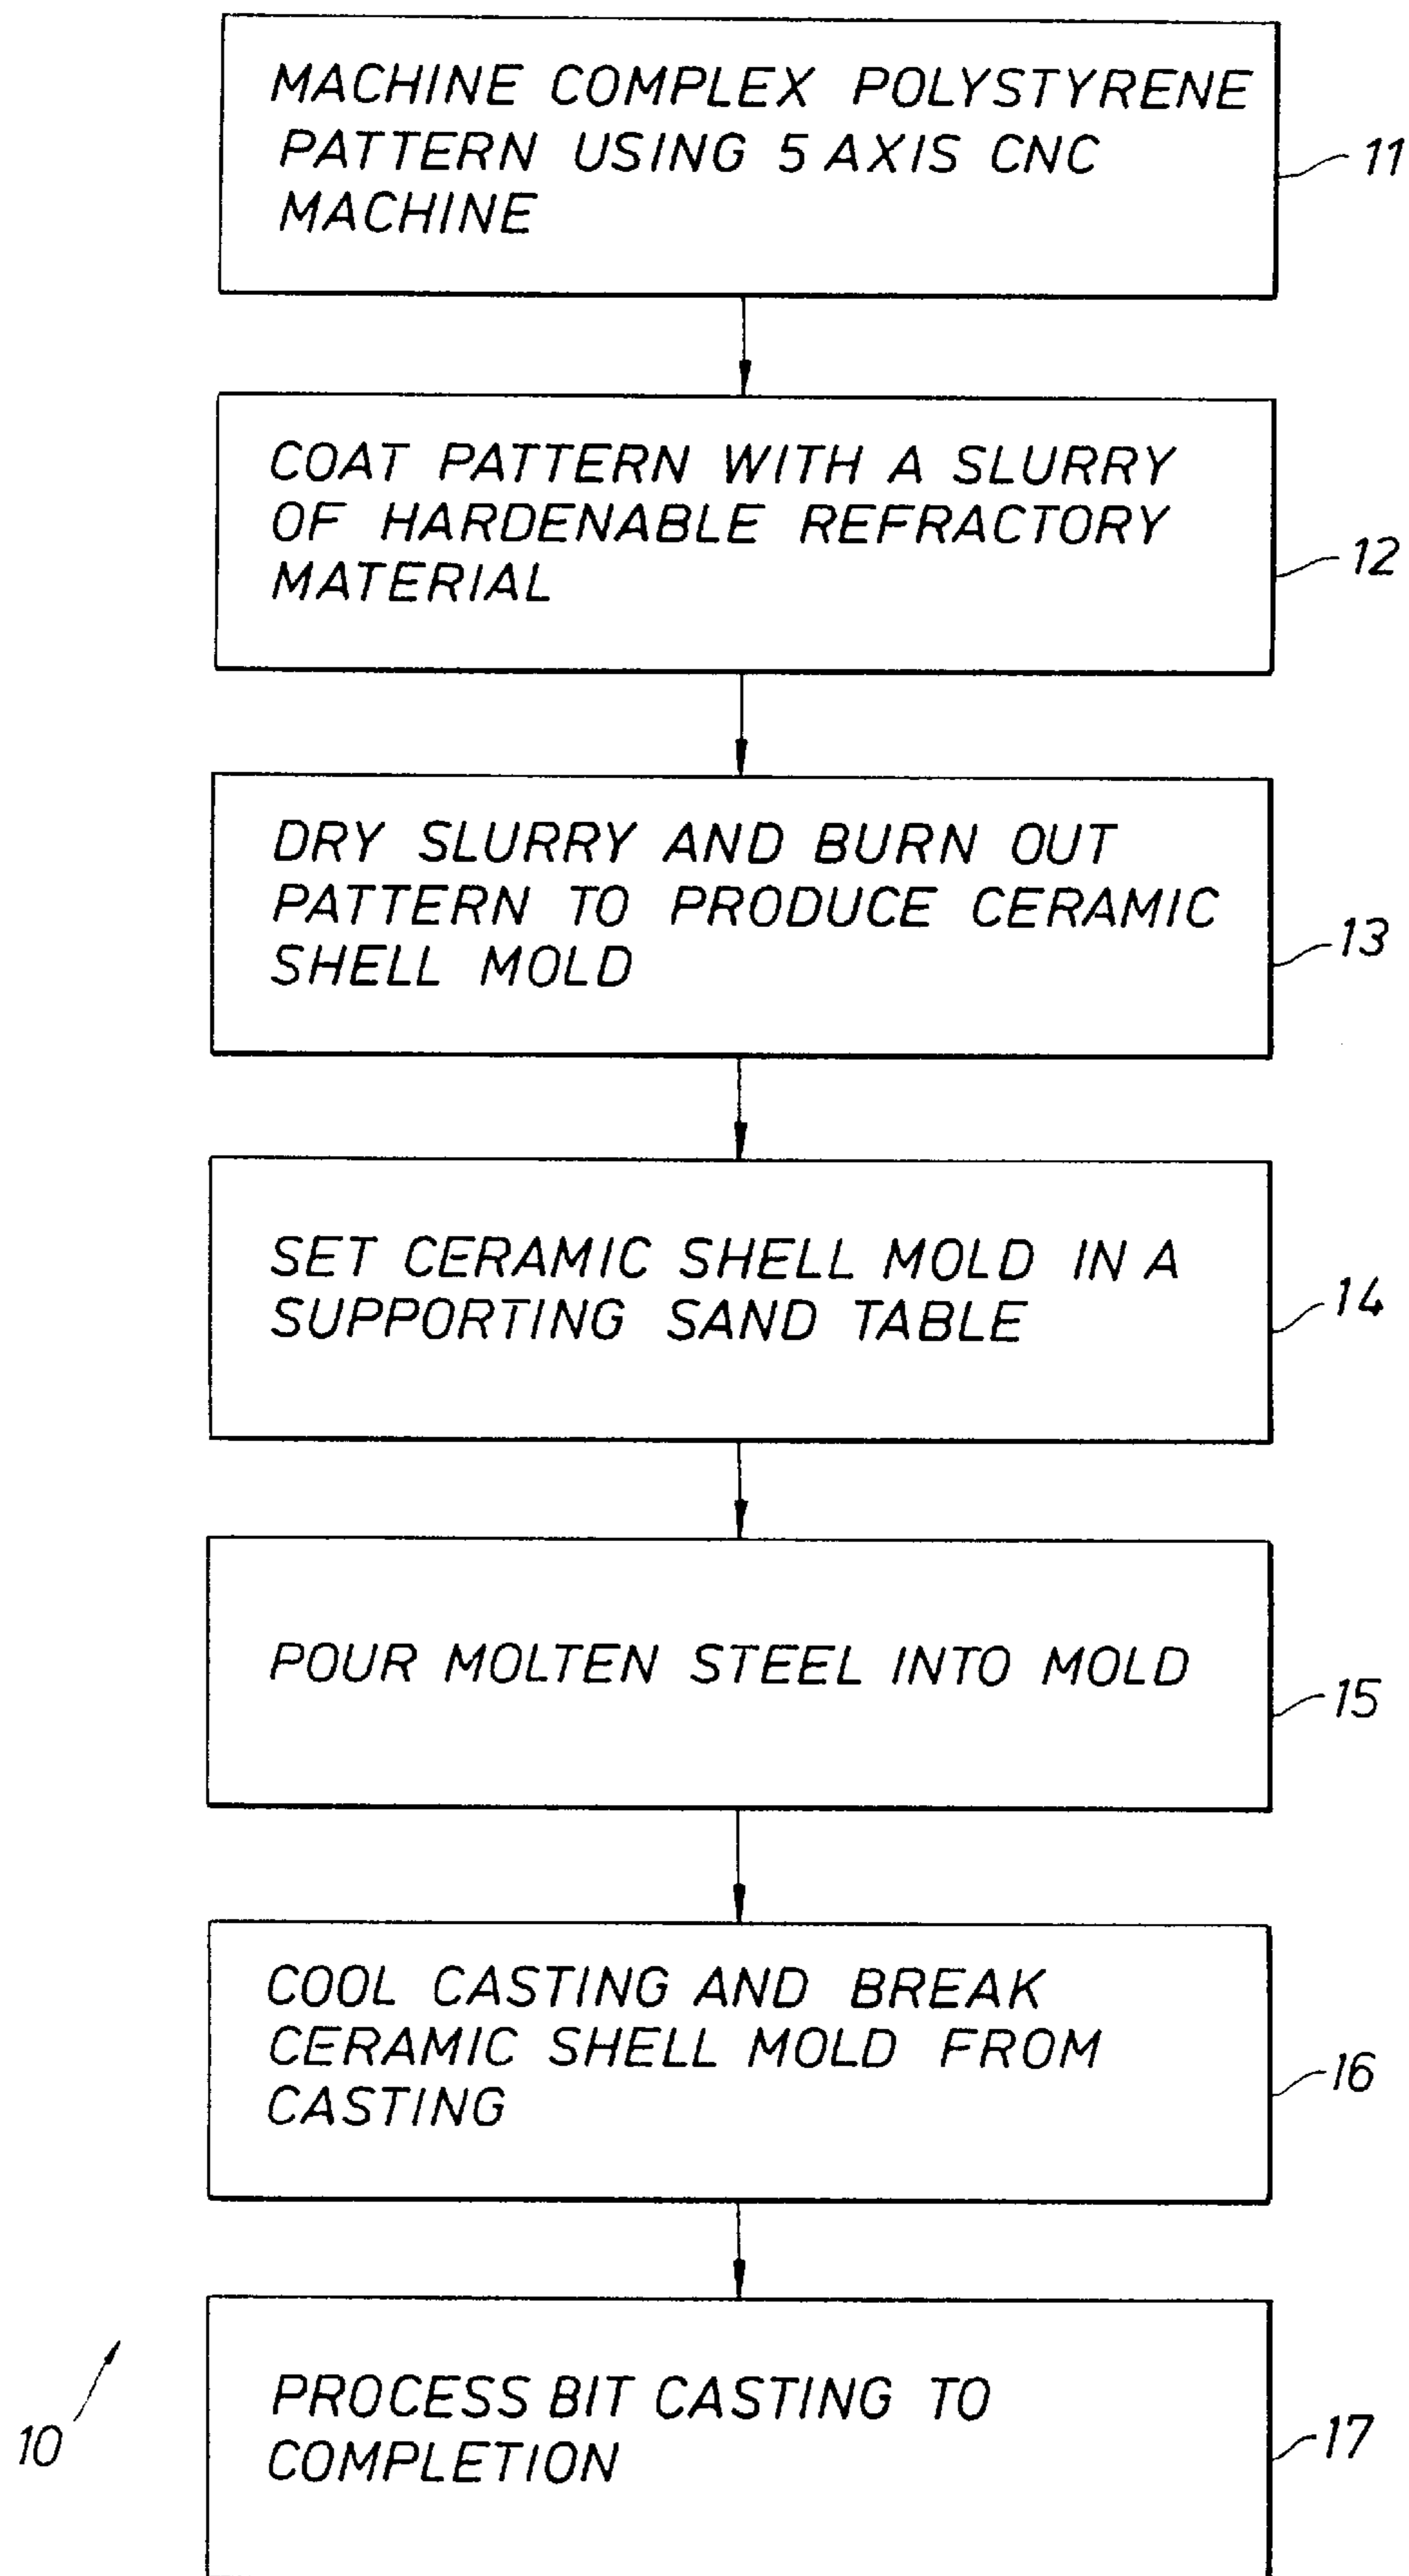 MACHINE COMPLEX POLYSTYRENE
PATTERN USING 5 AXIS CNC
MACHINE
11
COAT PATTERN WITH A SLURRY
OF HARDENABLE REFRACTORY
MATERIAL
12
DRY SLURRY AND BURN OUT
PATTERN TO PRODUCE CERAMIC
SHELL MOLD
13
SET CERAMIC SHELL MOLD IN A
SUPPORTING SAND TABLE
14
POUR MOLTEN STEEL INTO MOLD
15
COOL CASTING AND BREAK
CERAMIC SHELL MOLD FROM
CASTING
16
PROCESS BIT CASTING TO
COMPLETION
17
10